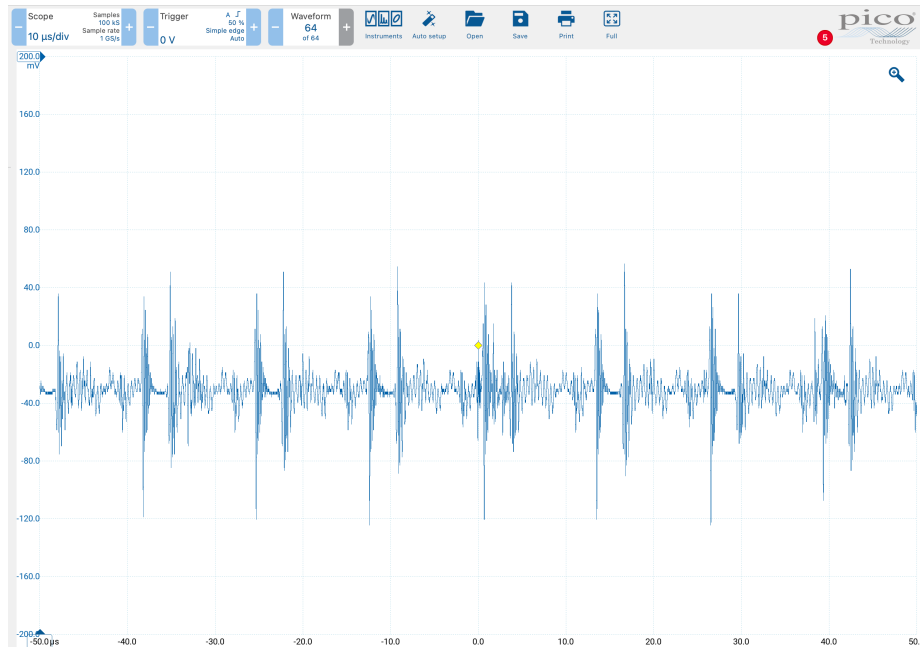 Scope
10 µs/div
Samples
100 kS
Sample rate
1 GS/s
Trigger
0 V
A
50 %
Simple edge
Auto
Waveform
64
of 64
Instruments
Auto setup
Open
Save
Print
Full
5
pico
Technology
200.0
mV
160.0
120.0
80.0
40.0
0.0
-40.0
-80.0
-120.0
-160.0
-200.0
-50.0 µs
-40.0
-30.0
-20.0
-10.0
0.0
10.0
20.0
30.0
40.0
50.